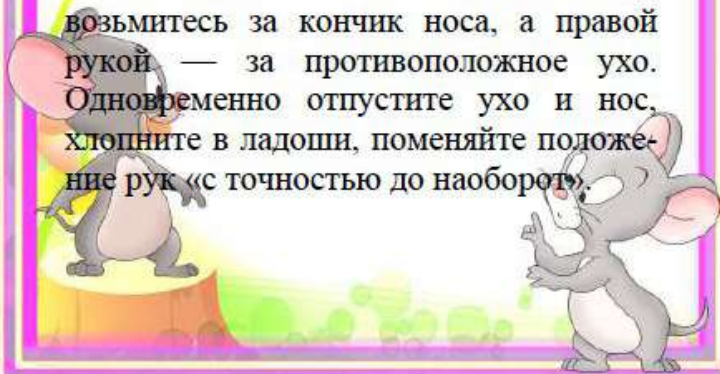 возьмитесь за кончик носа, а правой
рукой — за противоположное ухо.
Одновременно отпустите ухо и нос,
хлопните в ладоши, поменяйте положе-
ние рук «с точностью до наоборот».